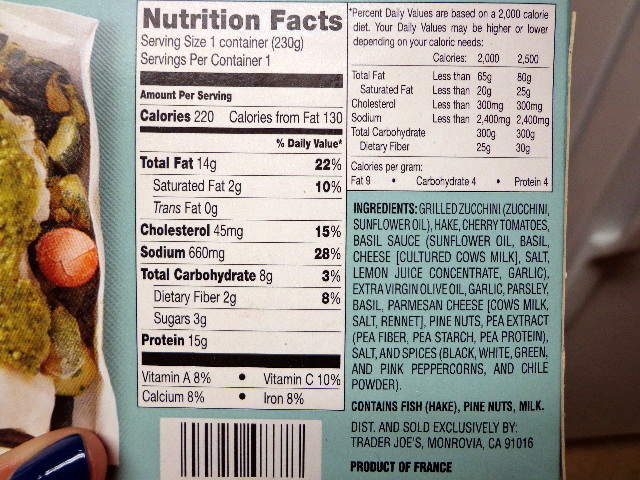 Nutrition Facts
Serving Size 1 container (230g)
Servings Per Container 1
Amount Per Serving
Calories 220 Calories from Fat 130
% Daily Value*
Total Fat 14g 22%
Saturated Fat 2g 10%
Trans Fat 0g
Cholesterol 45mg 15%
Sodium 660mg 28%
Total Carbohydrate 8g 3%
Dietary Fiber 2g 8%
Sugars 3g
Protein 15g
Vitamin A 8% • Vitamin C 10%
Calcium 8% • Iron 8%
*Percent Daily Values are based on a 2,000 calorie
diet. Your Daily Values may be higher or lower
depending on your caloric needs:
Calories: 2,000 2,500
Total Fat Less than 65g 80g
Saturated Fat Less than 20g 25g
Cholesterol Less than 300mg 300mg
Sodium Less than 2,400mg 2,400mg
Total Carbohydrate 300g 300g
Dietary Fiber 25g 30g
Calories per gram:
Fat 9 • Carbohydrate 4 • Protein 4
INGREDIENTS: GRILLED ZUCCHINI (ZUCCHINI,
SUNFLOWER OIL), HAKE, CHERRY TOMATOES,
BASIL SAUCE (SUNFLOWER OIL, BASIL,
CHEESE [CULTURED COWS MILK], SALT,
LEMON JUICE CONCENTRATE, GARLIC),
EXTRA VIRGIN OLIVE OIL, GARLIC, PARSLEY,
BASIL, PARMESAN CHEESE [COWS MILK,
SALT, RENNET], PINE NUTS, PEA EXTRACT
(PEA FIBER, PEA STARCH, PEA PROTEIN),
SALT, AND SPICES (BLACK, WHITE, GREEN,
AND PINK PEPPERCORNS, AND CHILE
POWDER).
CONTAINS FISH (HAKE), PINE NUTS, MILK.
DIST. AND SOLD EXCLUSIVELY BY:
TRADER JOE'S, MONROVIA, CA 91016
PRODUCT OF FRANCE